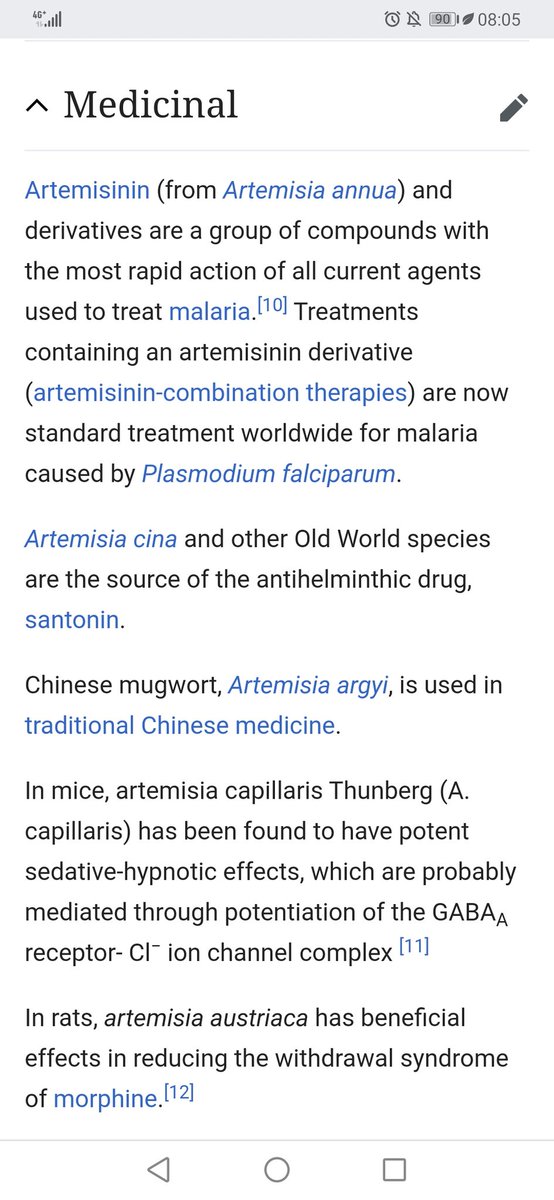 4G+ 90 08:05
Medicinal
Artemisinin (from Artemisia annua) and
derivatives are a group of compounds with
the most rapid action of all current agents
used to treat malaria.[10] Treatments
containing an artemisinin derivative
(artemisinin-combination therapies) are now
standard treatment worldwide for malaria
caused by Plasmodium falciparum.
Artemisia cina and other Old World species
are the source of the antihelminthic drug,
santonin.
Chinese mugwort, Artemisia argyi, is used in
traditional Chinese medicine.
In mice, artemisia capillaris Thunberg (A.
capillaris) has been found to have potent
sedative-hypnotic effects, which are probably
mediated through potentiation of the GABAA
receptor- Cl− ion channel complex [11]
In rats, artemisia austriaca has beneficial
effects in reducing the withdrawal syndrome
of morphine.[12]